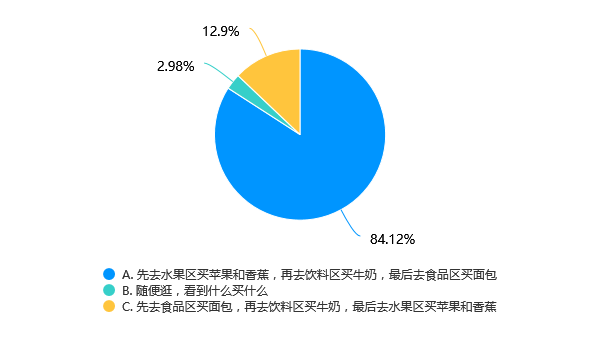 12.9%
2.98%
84.12%
A. 先去水果区买苹果和香蕉，再去饮料区买牛奶，最后去食品区买面包
B. 随便逛，看到什么买什么
C. 先去食品区买面包，再去饮料区买牛奶，最后去水果区买苹果和香蕉